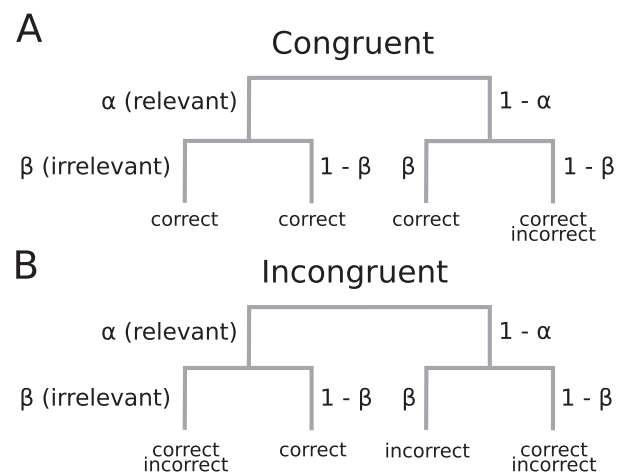 A
Congruent
α (relevant)
1 - α
β (irrelevant)
1 - β
β
1 - β
correct
correct
correct
correct
incorrect
B
Incongruent
α (relevant)
1 - α
β (irrelevant)
1 - β
β
1 - β
correct
incorrect
correct
incorrect
correct
incorrect